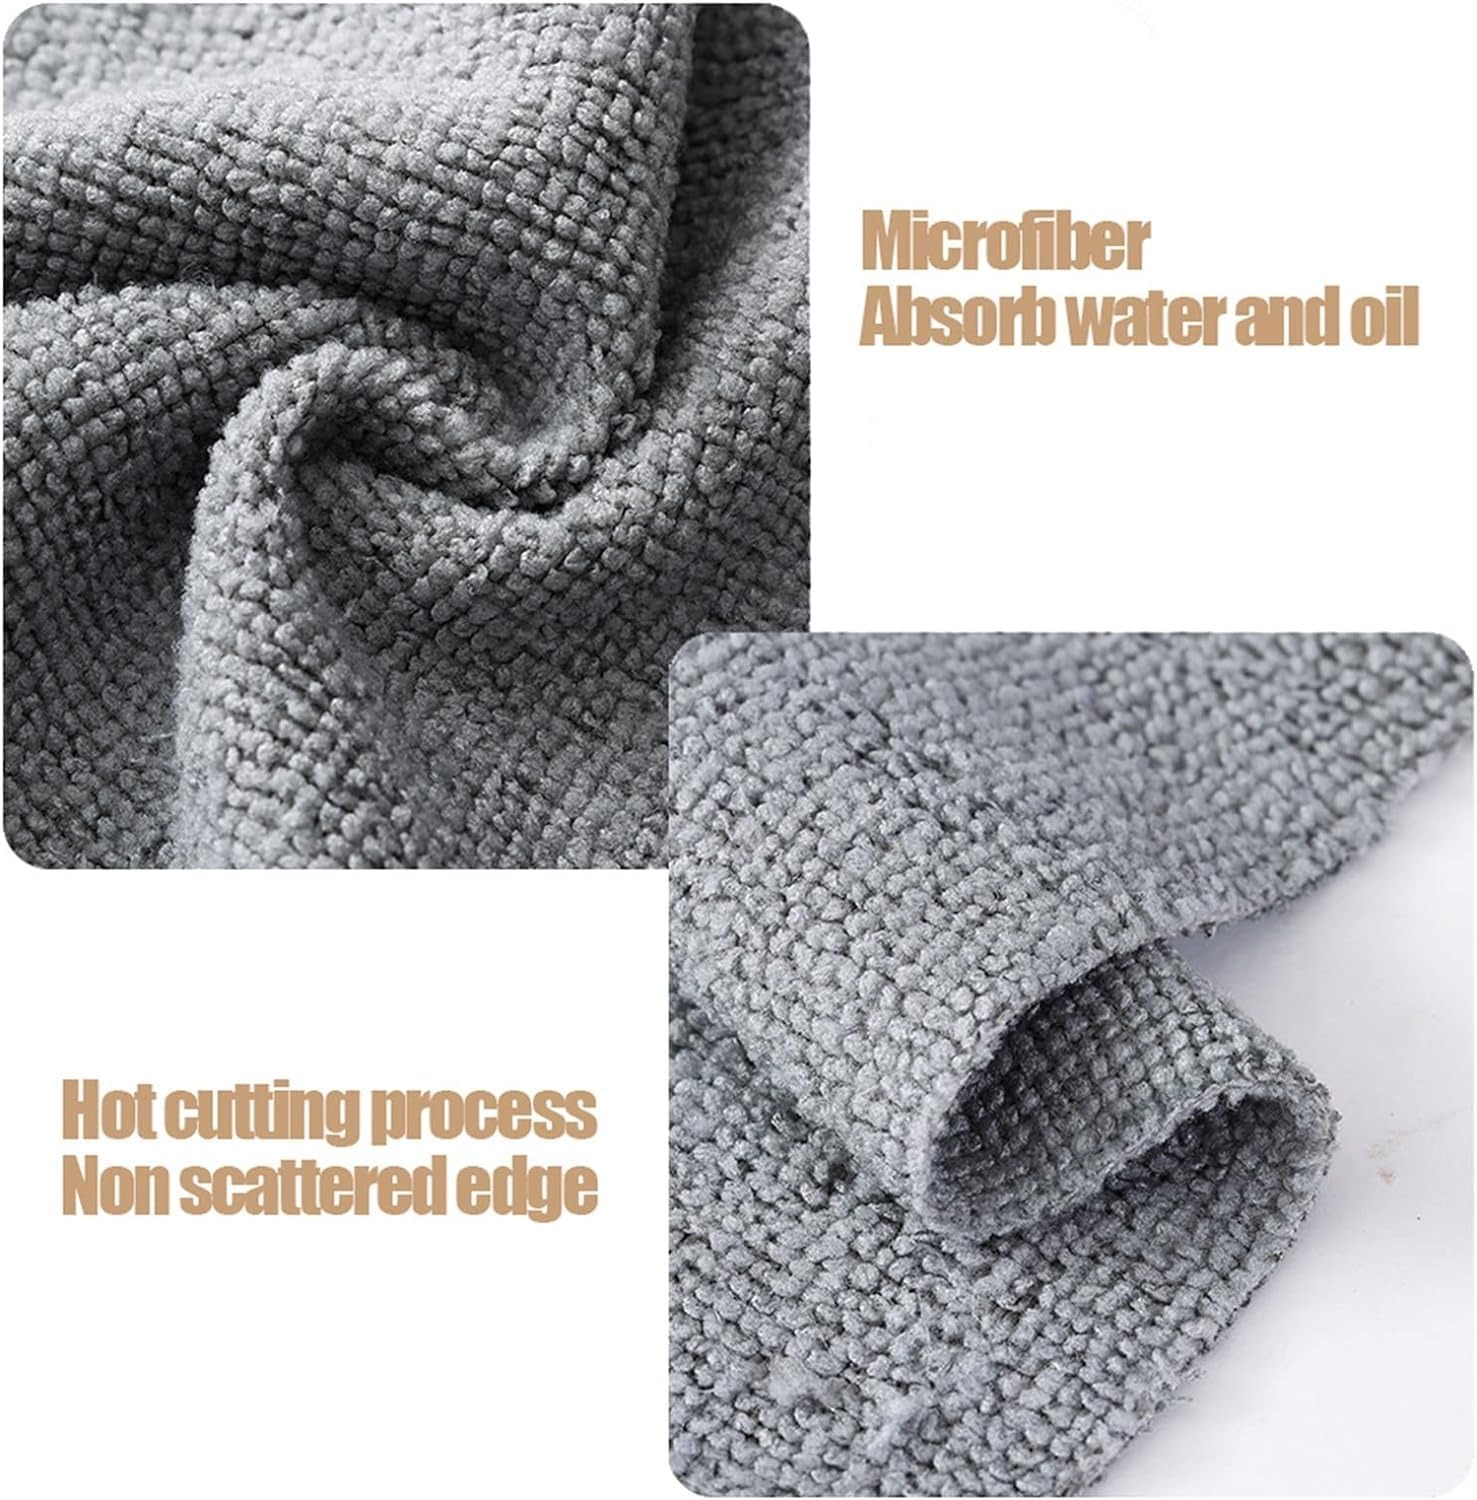 Microfiber
Absorb water and oil
Hot cutting process
Non scattered edge